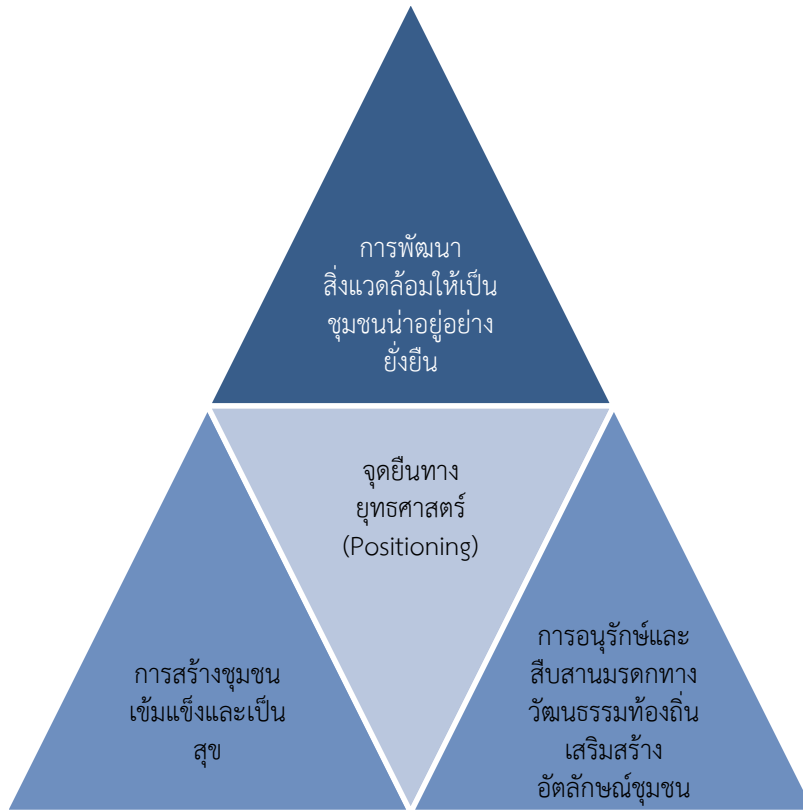 การพัฒนา
สิ่งแวดล้อมให้เป็น
ชุมชนน่าอยู่อย่าง
ยั่งยืน
จุดยืนทาง
ยุทธศาสตร์
(Positioning)
การสร้างชุมชน
เข้มแข็งและเป็น
สุข
การอนุรักษ์และ
สืบสานมรดกทาง
วัฒนธรรมท้องถิ่น
เสริมสร้าง
อัตลักษณ์ชุมชน